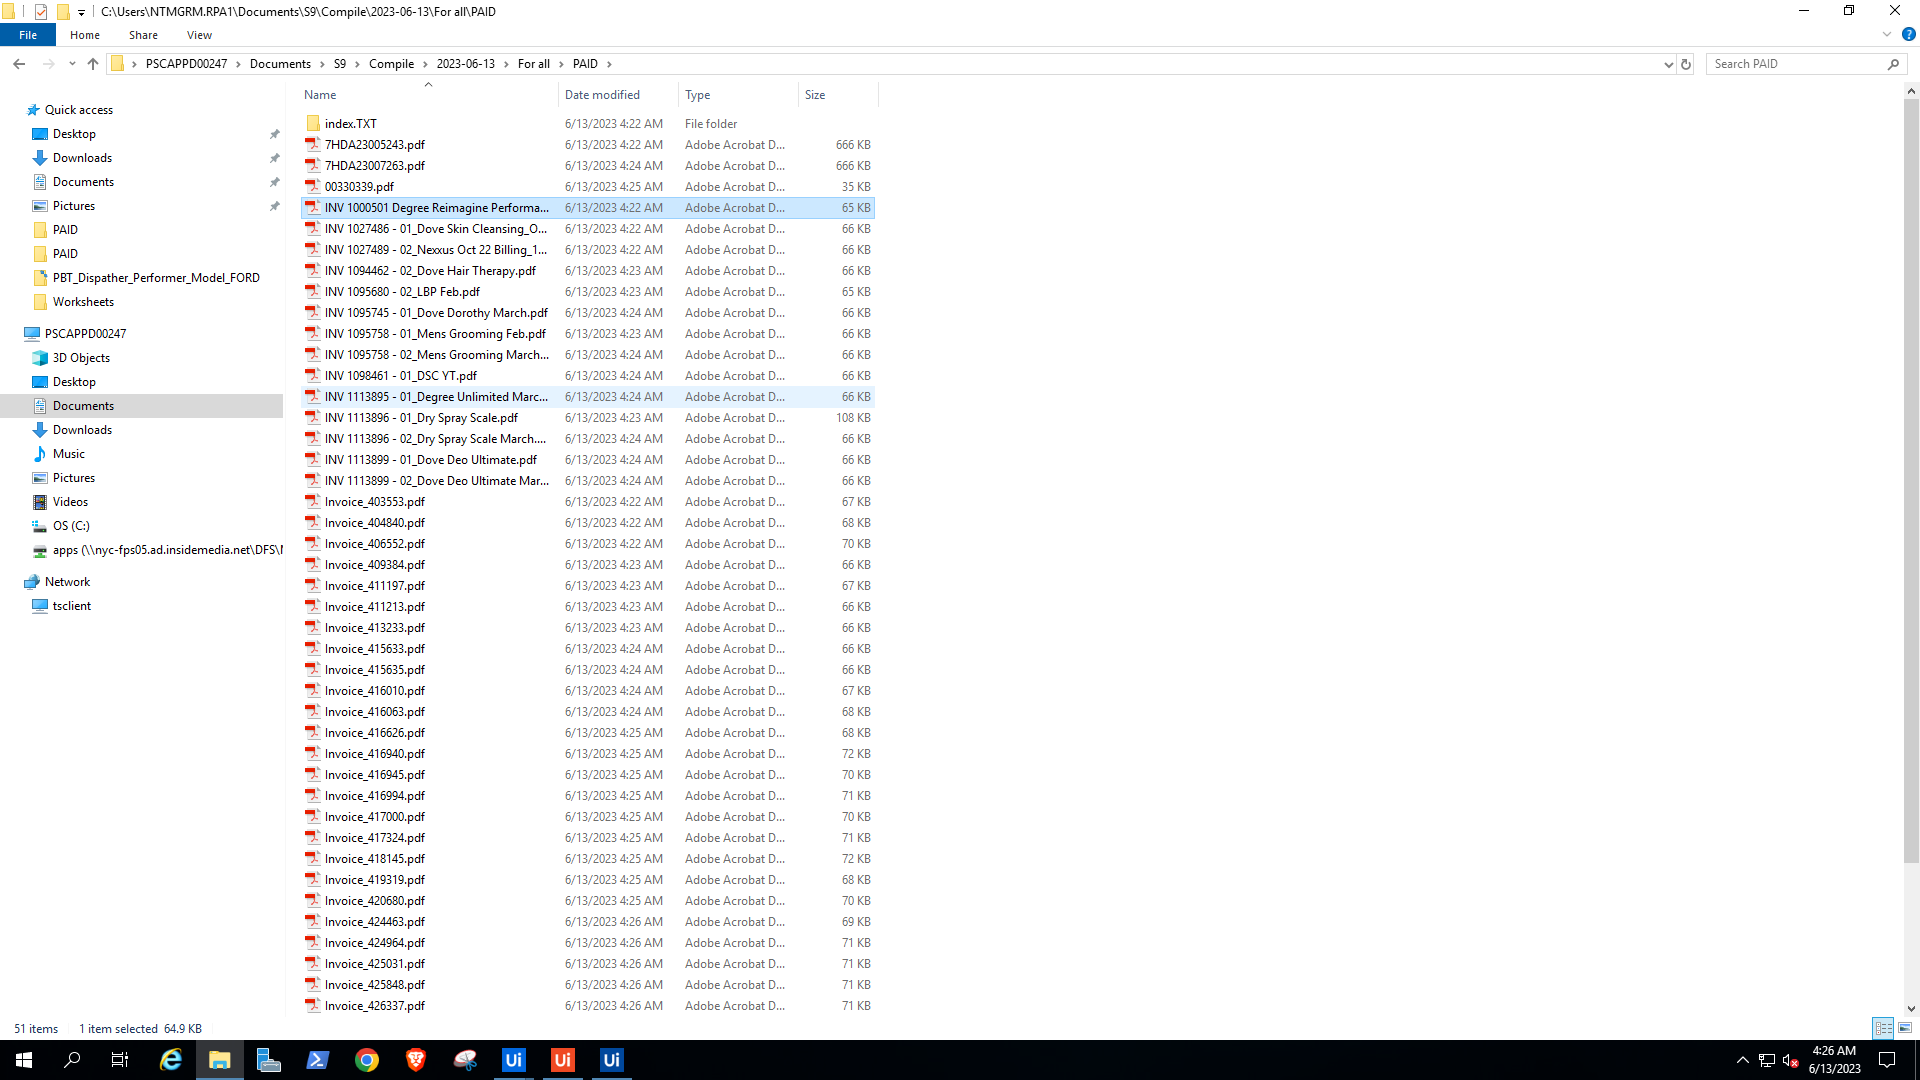 C:\Users\NTMGRM.RPA1\Documents\S9\Compile\2023-06-13\For all\PAID
File Home Share View
PSCAPPD00247 Documents S9 Compile 2023-06-13 For all PAID
Search PAID
Name Date modified Type Size
Quick access
Desktop
Downloads
Documents
Pictures
PAID
PAID
PBT_Dispather_Performer_Model_FORD
Worksheets
PSCAPPD00247
3D Objects
Desktop
Documents
Downloads
Music
Pictures
Videos
OS (C:)
apps (\\nyc-fps05.ad.insidemedia.net\DFS\
Network
tsclient
index.TXT 6/13/2023 4:22 AM File folder
7HDA23005243.pdf 6/13/2023 4:22 AM Adobe Acrobat D... 666 KB
7HDA23007263.pdf 6/13/2023 4:24 AM Adobe Acrobat D... 666 KB
00330339.pdf 6/13/2023 4:25 AM Adobe Acrobat D... 35 KB
INV 1000501 Degree Reimagine Performa... 6/13/2023 4:22 AM Adobe Acrobat D... 65 KB
INV 1027486 - 01_Dove Skin Cleansing_O... 6/13/2023 4:22 AM Adobe Acrobat D... 66 KB
INV 1027489 - 02_Nexxus Oct 22 Billing_1... 6/13/2023 4:22 AM Adobe Acrobat D... 66 KB
INV 1094462 - 02_Dove Hair Therapy.pdf 6/13/2023 4:23 AM Adobe Acrobat D... 66 KB
INV 1095680 - 02_LBP Feb.pdf 6/13/2023 4:23 AM Adobe Acrobat D... 65 KB
INV 1095745 - 01_Dove Dorothy March.pdf 6/13/2023 4:24 AM Adobe Acrobat D... 66 KB
INV 1095758 - 01_Mens Grooming Feb.pdf 6/13/2023 4:23 AM Adobe Acrobat D... 66 KB
INV 1095758 - 02_Mens Grooming March... 6/13/2023 4:24 AM Adobe Acrobat D... 66 KB
INV 1098461 - 01_DSC YT.pdf 6/13/2023 4:24 AM Adobe Acrobat D... 66 KB
INV 1113895 - 01_Degree Unlimited Marc... 6/13/2023 4:24 AM Adobe Acrobat D... 66 KB
INV 1113896 - 01_Dry Spray Scale.pdf 6/13/2023 4:23 AM Adobe Acrobat D... 108 KB
INV 1113896 - 02_Dry Spray Scale March.... 6/13/2023 4:24 AM Adobe Acrobat D... 66 KB
INV 1113899 - 01_Dove Deo Ultimate.pdf 6/13/2023 4:24 AM Adobe Acrobat D... 66 KB
INV 1113899 - 02_Dove Deo Ultimate Mar... 6/13/2023 4:24 AM Adobe Acrobat D... 66 KB
Invoice_403553.pdf 6/13/2023 4:22 AM Adobe Acrobat D... 67 KB
Invoice_404840.pdf 6/13/2023 4:22 AM Adobe Acrobat D... 68 KB
Invoice_406552.pdf 6/13/2023 4:22 AM Adobe Acrobat D... 70 KB
Invoice_409384.pdf 6/13/2023 4:23 AM Adobe Acrobat D... 66 KB
Invoice_411197.pdf 6/13/2023 4:23 AM Adobe Acrobat D... 67 KB
Invoice_411213.pdf 6/13/2023 4:23 AM Adobe Acrobat D... 66 KB
Invoice_413233.pdf 6/13/2023 4:23 AM Adobe Acrobat D... 66 KB
Invoice_415633.pdf 6/13/2023 4:24 AM Adobe Acrobat D... 66 KB
Invoice_415635.pdf 6/13/2023 4:24 AM Adobe Acrobat D... 66 KB
Invoice_416010.pdf 6/13/2023 4:24 AM Adobe Acrobat D... 67 KB
Invoice_416063.pdf 6/13/2023 4:24 AM Adobe Acrobat D... 68 KB
Invoice_416626.pdf 6/13/2023 4:25 AM Adobe Acrobat D... 68 KB
Invoice_416940.pdf 6/13/2023 4:25 AM Adobe Acrobat D... 72 KB
Invoice_416945.pdf 6/13/2023 4:25 AM Adobe Acrobat D... 70 KB
Invoice_416994.pdf 6/13/2023 4:25 AM Adobe Acrobat D... 71 KB
Invoice_417000.pdf 6/13/2023 4:25 AM Adobe Acrobat D... 70 KB
Invoice_417324.pdf 6/13/2023 4:25 AM Adobe Acrobat D... 71 KB
Invoice_418145.pdf 6/13/2023 4:25 AM Adobe Acrobat D... 72 KB
Invoice_419319.pdf 6/13/2023 4:25 AM Adobe Acrobat D... 68 KB
Invoice_420680.pdf 6/13/2023 4:25 AM Adobe Acrobat D... 70 KB
Invoice_424463.pdf 6/13/2023 4:26 AM Adobe Acrobat D... 69 KB
Invoice_424964.pdf 6/13/2023 4:26 AM Adobe Acrobat D... 71 KB
Invoice_425031.pdf 6/13/2023 4:26 AM Adobe Acrobat D... 71 KB
Invoice_425848.pdf 6/13/2023 4:26 AM Adobe Acrobat D... 71 KB
Invoice_426337.pdf 6/13/2023 4:26 AM Adobe Acrobat D... 71 KB
51 items 1 item selected 64.9 KB
Ui Ui Ui
4:26 AM
6/13/2023